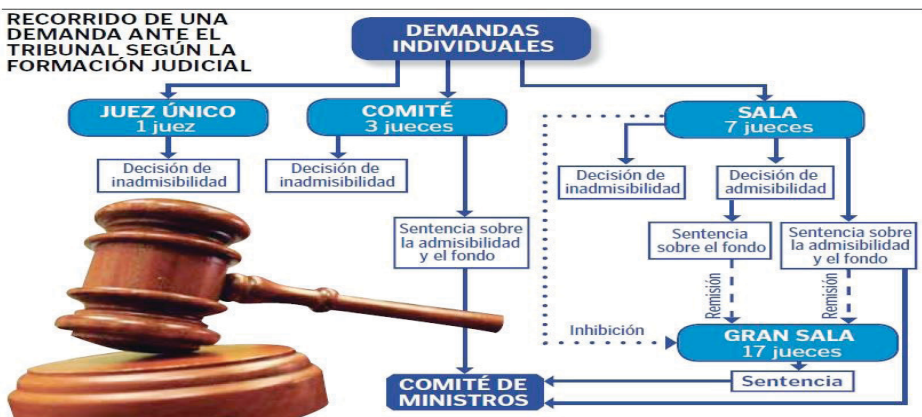 RECORRIDO DE UNA
DEMANDA ANTE EL
TRIBUNAL SEGÚN LA
FORMACIÓN JUDICIAL
DEMANDAS
INDIVIDUALES
JUEZ ÚNICO
1 juez
COMITÉ
3 jueces
SALA
7 jueces
Decisión de
inadmisibilidad
Decisión de
inadmisibilidad
Decisión de
inadmisibilidad
Decisión de
admisibilidad
Sentencia sobre
la admisibilidad
y el fondo
Sentencia
sobre el fondo
Sentencia sobre
la admisibilidad
y el fondo
Remisión
Remisión
Inhibición
GRAN SALA
17 jueces
Sentencia
COMITÉ DE
MINISTROS